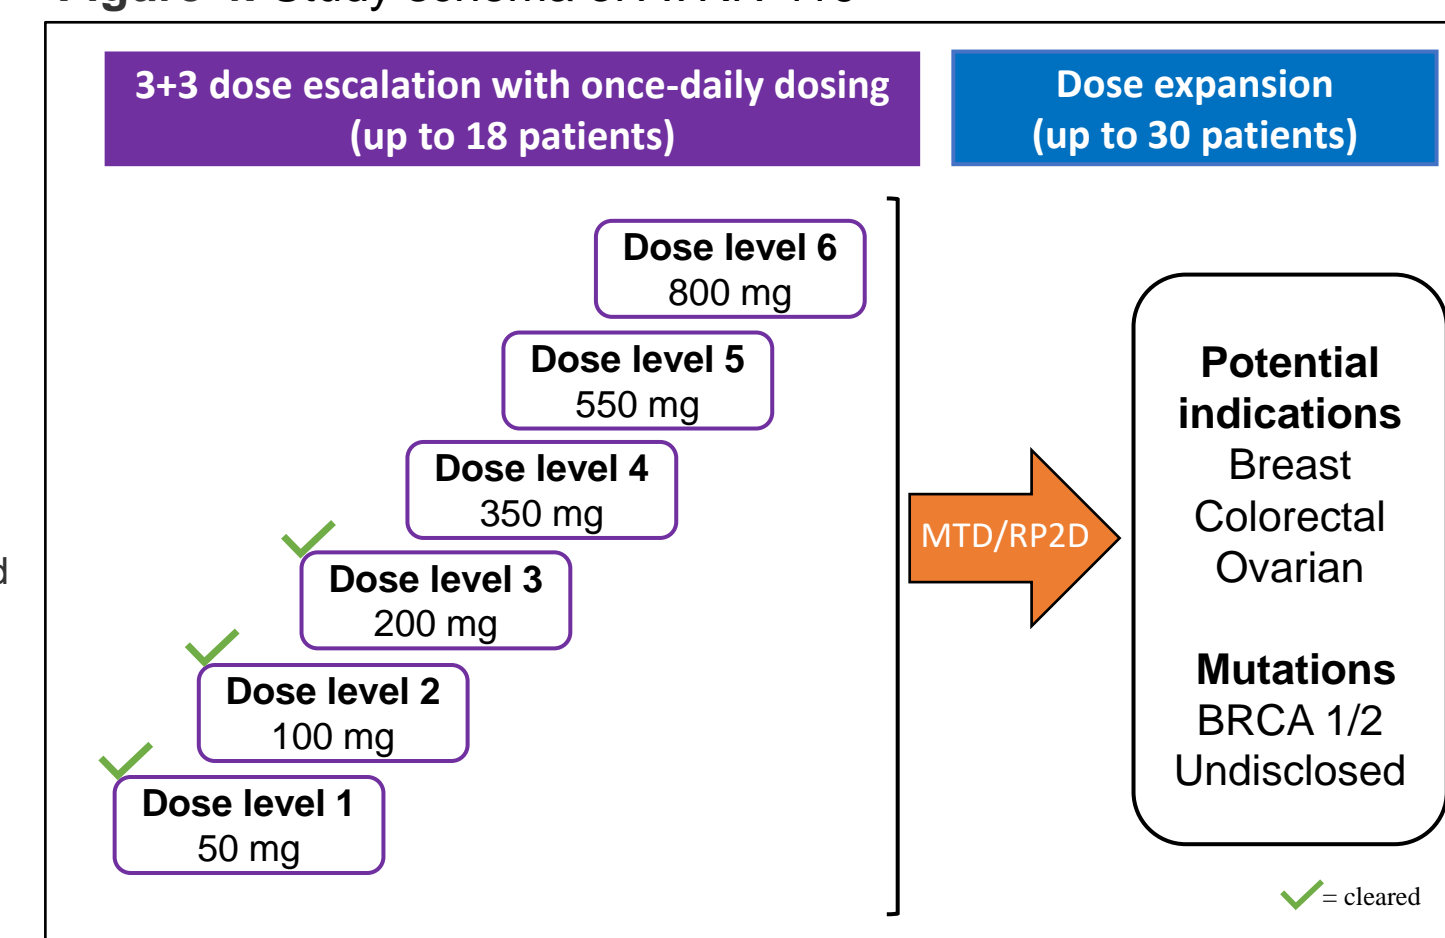 3+3 dose escalation with once-daily dosing
(up to 18 patients)
Dose expansion
(up to 30 patients)
Dose level 6
800 mg
Dose level 5
550 mg
Dose level 4
350 mg
Dose level 3
200 mg
Dose level 2
100 mg
Dose level 1
50 mg
MTD/RP2D
Potential
indications
Breast
Colorectal
Ovarian
Mutations
BRCA 1/2
Undisclosed
= cleared
d